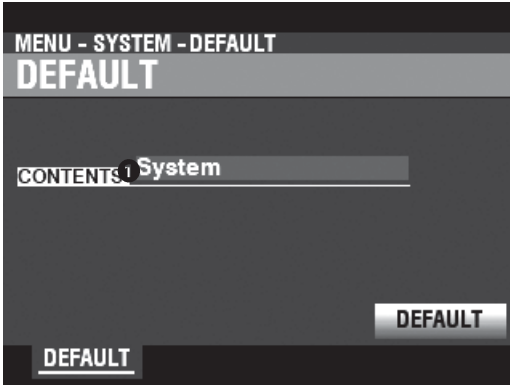 MENU - SYSTEM - DEFAULT
DEFAULT
CONTENTS 1 System
DEFAULT
DEFAULT